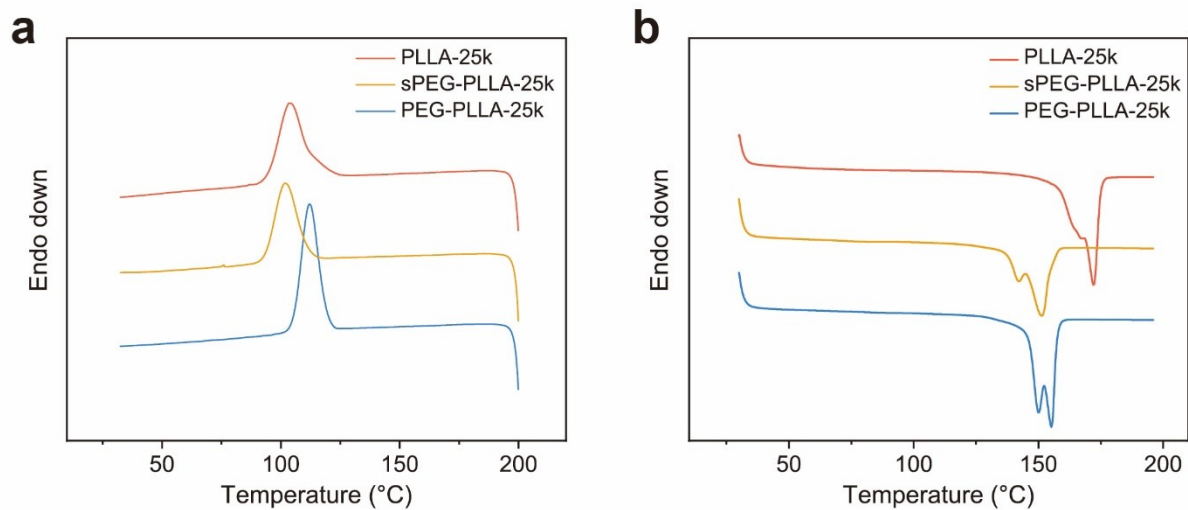 a
PLLA-25k
sPEG-PLLA-25k
PEG-PLLA-25k
Endo down
50
100
150
200
Temperature (°C)
b
PLLA-25k
sPEG-PLLA-25k
PEG-PLLA-25k
Endo down
50
100
150
200
Temperature (°C)